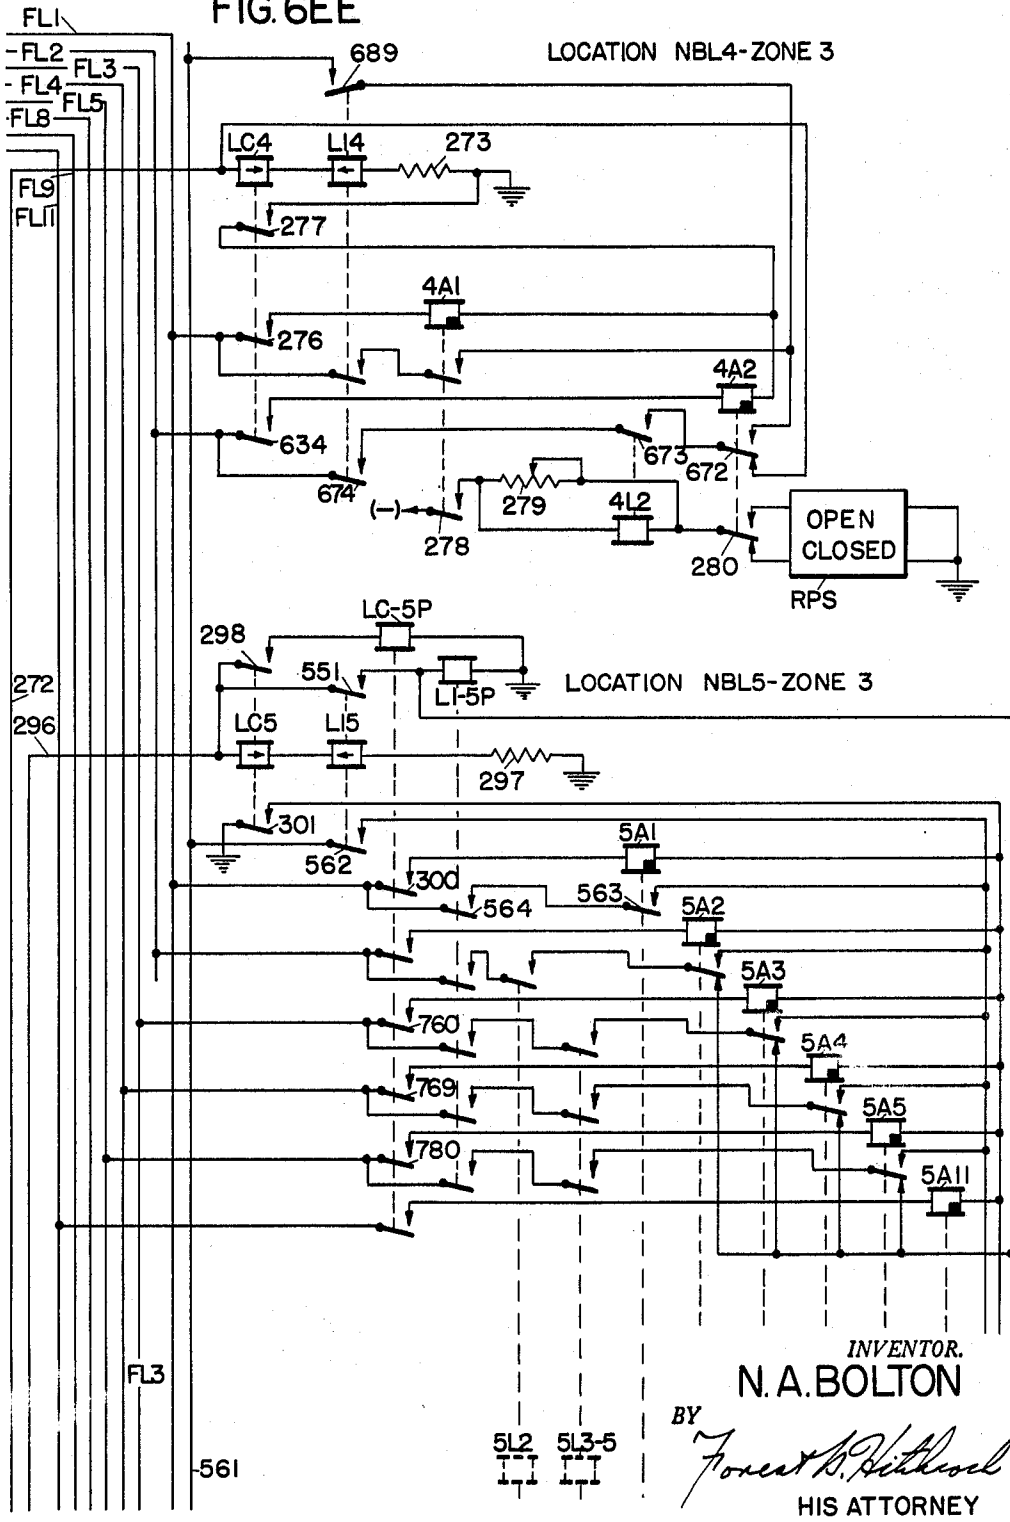 FIG. 6EE
FL1
FL2
FL3
FL4
FL5
FL8
FL9
FL11
689
LOCATION NBL4-ZONE 3
LC4
LI4
273
277
4A1
276
4A2
634
673
672
674
279
(—)
278
4L2
280
OPEN
CLOSED
RPS
LC-5P
298
551
LI-5P
LOCATION NBL5-ZONE 3
272
296
LC5
LI5
297
301
562
5A1
300
564
563
5A2
5A3
760
5A4
769
5A5
780
5A11
FL3
561
5L2
5L3-5
INVENTOR.
N.A.BOLTON
BY
Forest B. Hitchcock
HIS ATTORNEY